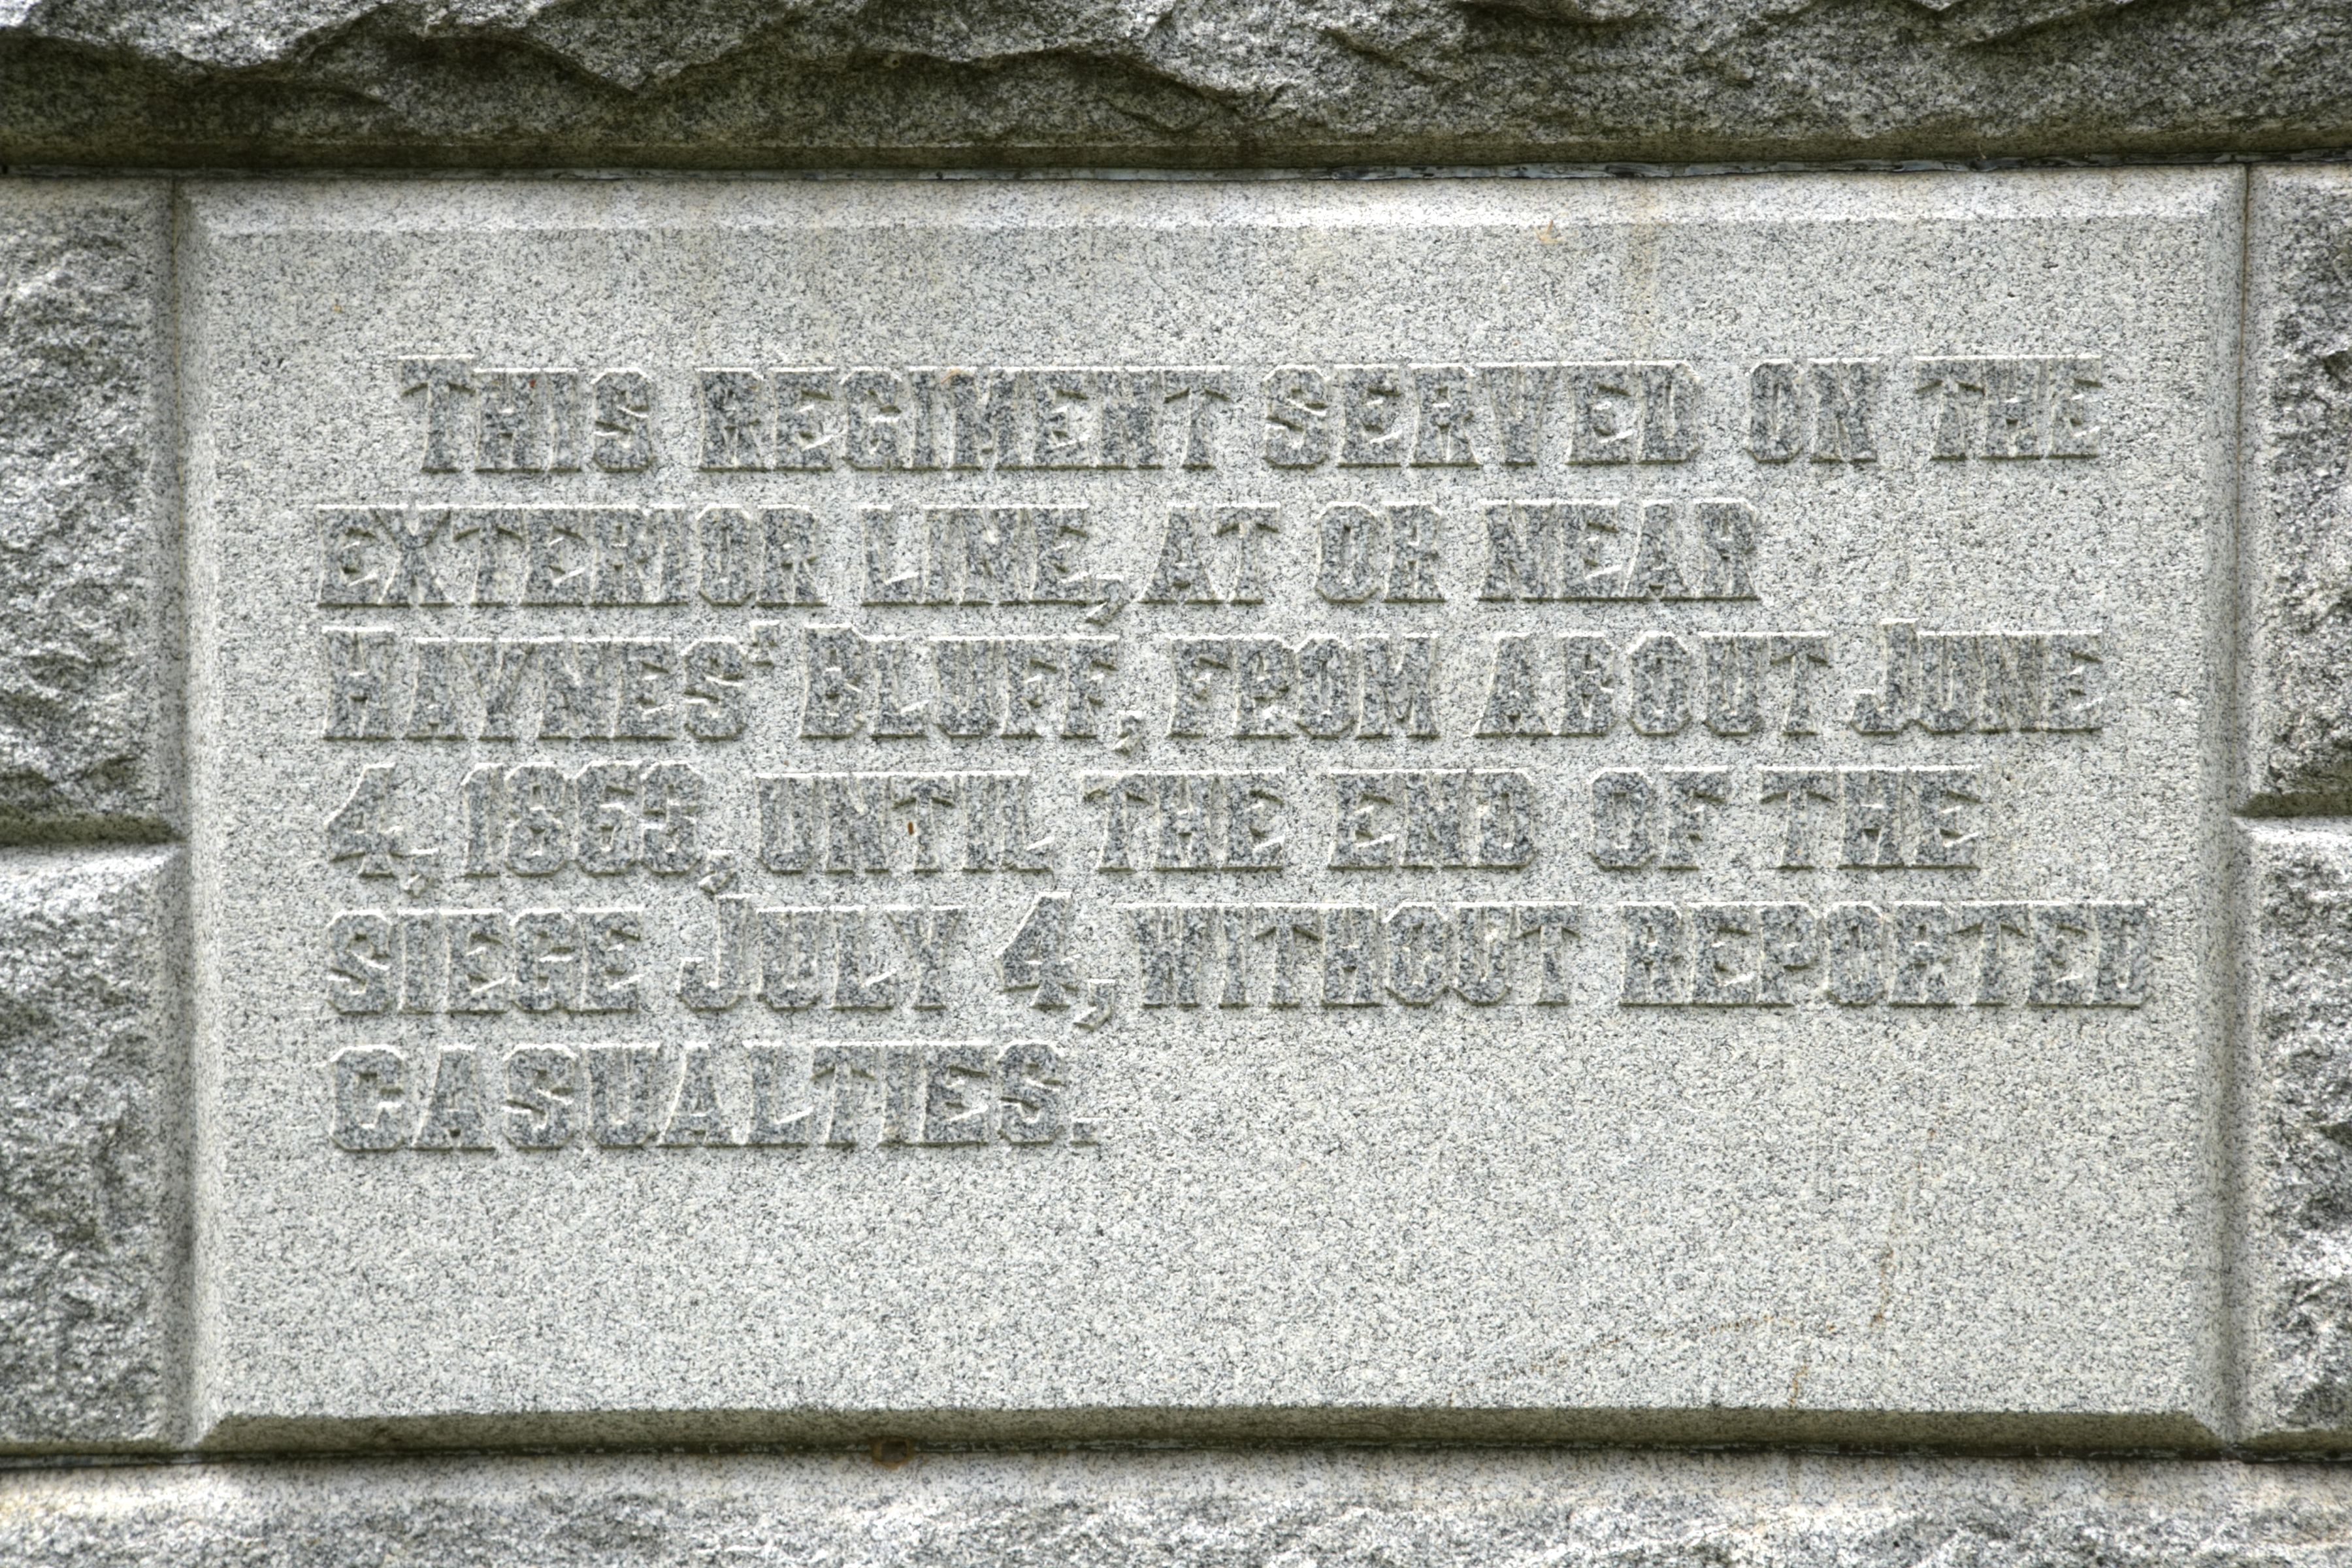 THIS REGIMENT SERVED ON THE
EXTERIOR LINE, AT OR NEAR
HAYNES' BLUFF, FROM ABOUT JUNE
4, 1863, UNTIL THE END OF THE
SIEGE JULY 4, WITHOUT REPORTED
CASUALTIES.